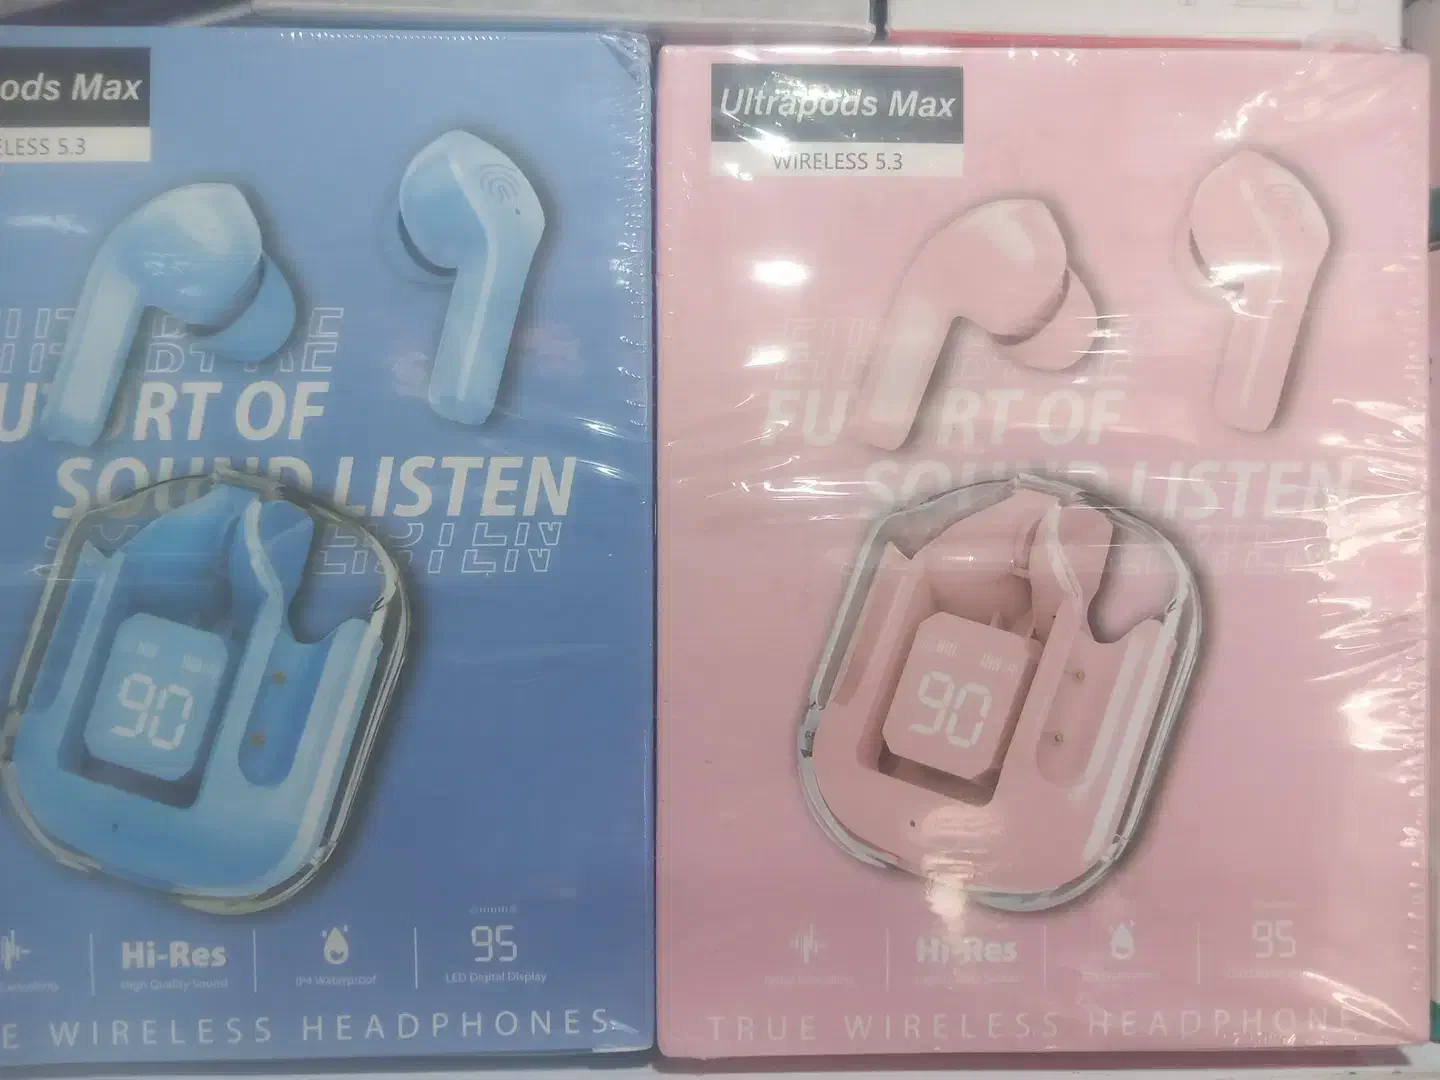 ods Max
ELESS 5.3
RT OF
SOUND LISTEN
90
Hi-Res
High Quality Sound
IP4 Waterproof
95
LED Digital Display
E WIRELESS HEADPHONES
Ultrapods Max
WIRELESS 5.3
FU RT OF
SOUND LISTEN
90
Hi-Res
95
TRUE WIRELESS HEADPHONE